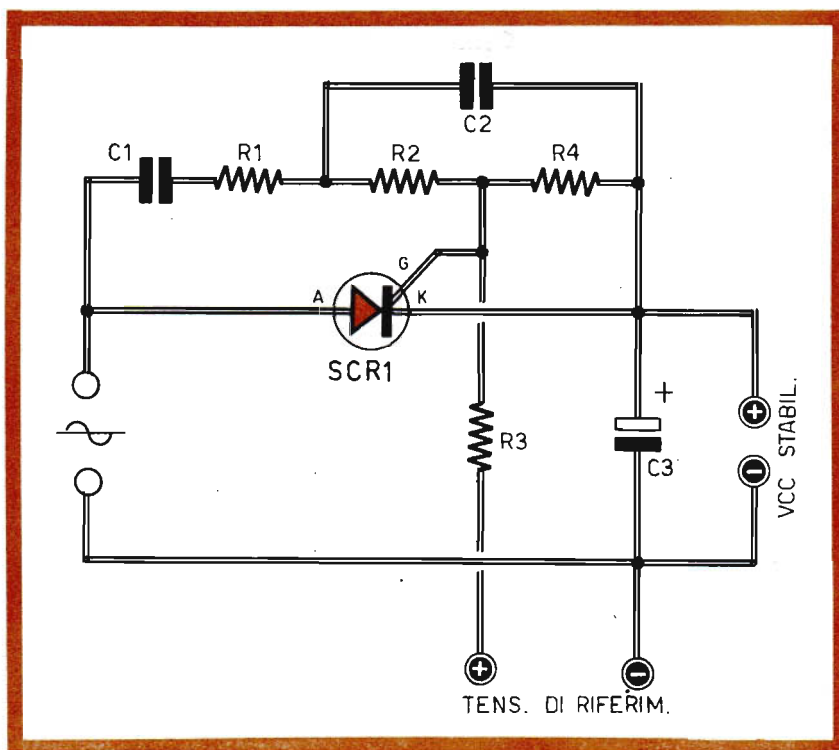 C2
C1
R1
R2
R4
G
A
K
SCR1
+
R3
C3
+
-
VCC STABIL.
+
-
TENS. DI RIFERIM.